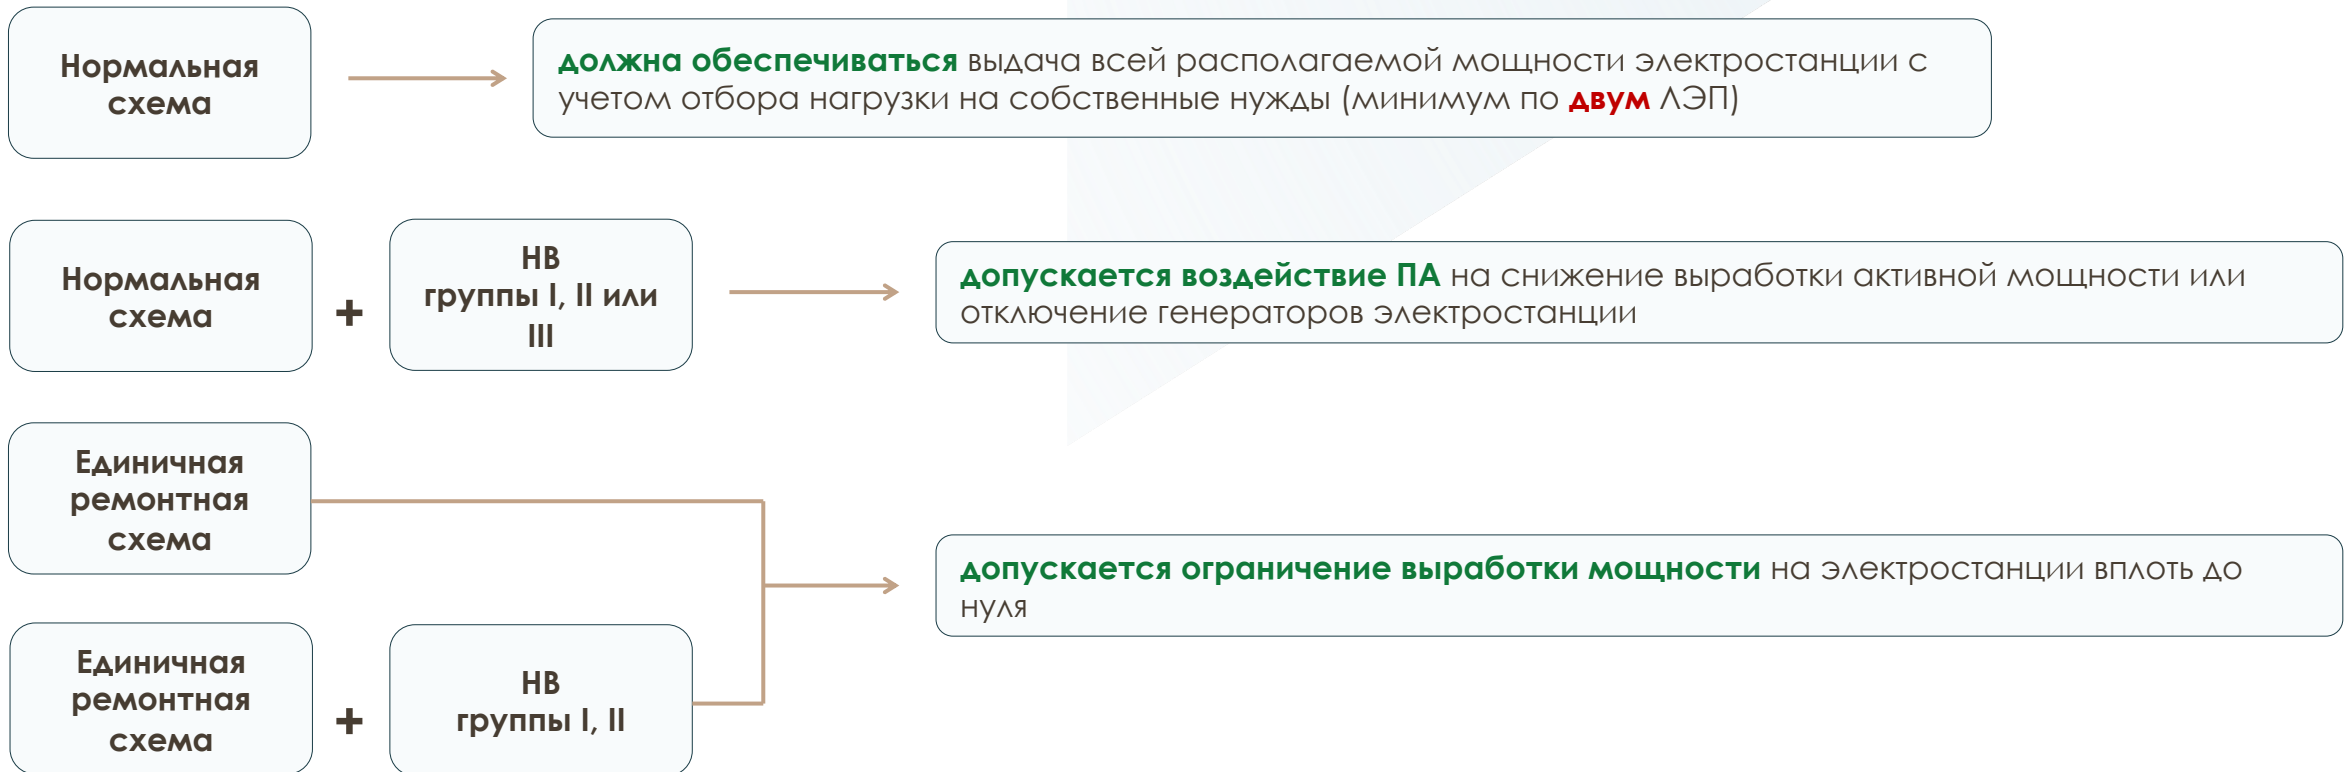 Нормальная
схема
должна обеспечиваться выдача всей располагаемой мощности электростанции с
учетом отбора нагрузки на собственные нужды (минимум по двум ЛЭП)
Нормальная
схема
+
НВ
группы I, II или
III
допускается воздействие ПА на снижение выработки активной мощности или
отключение генераторов электростанции
Единичная
ремонтная
схема
допускается ограничение выработки мощности на электростанции вплоть до
нуля
Единичная
ремонтная
схема
+
НВ
группы I, II